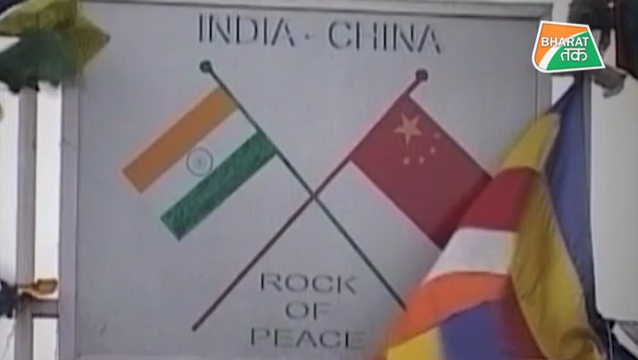 INDIA - CHINA
BHARAT
तक
ROCK
OF
PEACE